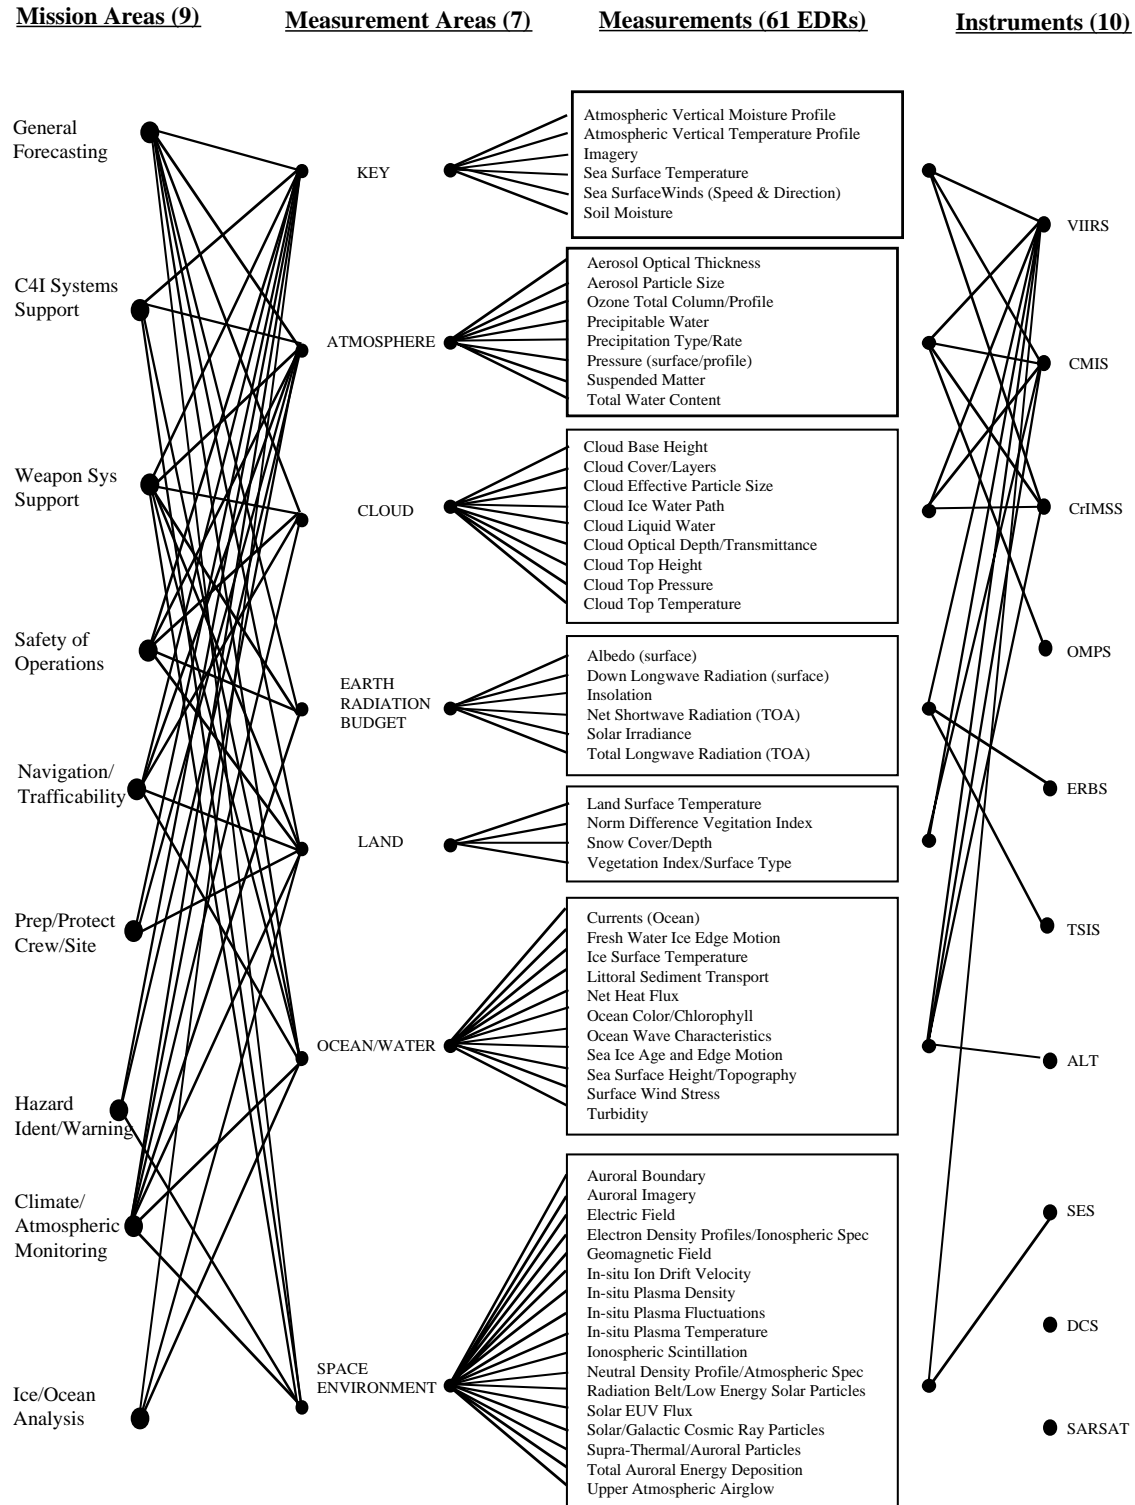 Mission Areas (9)
Measurement Areas (7)
Measurements (61 EDRs)
Instruments (10)
General
Forecasting
C4I Systems
Support
Weapon Sys
Support
Safety of
Operations
Navigation/
Trafficability
Prep/Protect
Crew/Site
Hazard
Ident/Warning
Climate/
Atmospheric
Monitoring
Ice/Ocean
Analysis
KEY
ATMOSPHERE
CLOUD
EARTH
RADIATION
BUDGET
LAND
OCEAN/WATER
SPACE
ENVIRONMENT
Atmospheric Vertical Moisture Profile
Atmospheric Vertical Temperature Profile
Imagery
Sea Surface Temperature
Sea SurfaceWinds (Speed & Direction)
Soil Moisture
Aerosol Optical Thickness
Aerosol Particle Size
Ozone Total Column/Profile
Precipitable Water
Precipitation Type/Rate
Pressure (surface/profile)
Suspended Matter
Total Water Content
Cloud Base Height
Cloud Cover/Layers
Cloud Effective Particle Size
Cloud Ice Water Path
Cloud Liquid Water
Cloud Optical Depth/Transmittance
Cloud Top Height
Cloud Top Pressure
Cloud Top Temperature
Albedo (surface)
Down Longwave Radiation (surface)
Insolation
Net Shortwave Radiation (TOA)
Solar Irradiance
Total Longwave Radiation (TOA)
Land Surface Temperature
Norm Difference Vegitation Index
Snow Cover/Depth
Vegetation Index/Surface Type
Currents (Ocean)
Fresh Water Ice Edge Motion
Ice Surface Temperature
Littoral Sediment Transport
Net Heat Flux
Ocean Color/Chlorophyll
Ocean Wave Characteristics
Sea Ice Age and Edge Motion
Sea Surface Height/Topography
Surface Wind Stress
Turbidity
Auroral Boundary
Auroral Imagery
Electric Field
Electron Density Profiles/Ionospheric Spec
Geomagnetic Field
In-situ Ion Drift Velocity
In-situ Plasma Density
In-situ Plasma Fluctuations
In-situ Plasma Temperature
Ionospheric Scintillation
Neutral Density Profile/Atmospheric Spec
Radiation Belt/Low Energy Solar Particles
Solar EUV Flux
Solar/Galactic Cosmic Ray Particles
Supra-Thermal/Auroral Particles
Total Auroral Energy Deposition
Upper Atmospheric Airglow
VIIRS
CMIS
CrIMSS
OMPS
ERBS
TSIS
ALT
SES
DCS
SARSAT